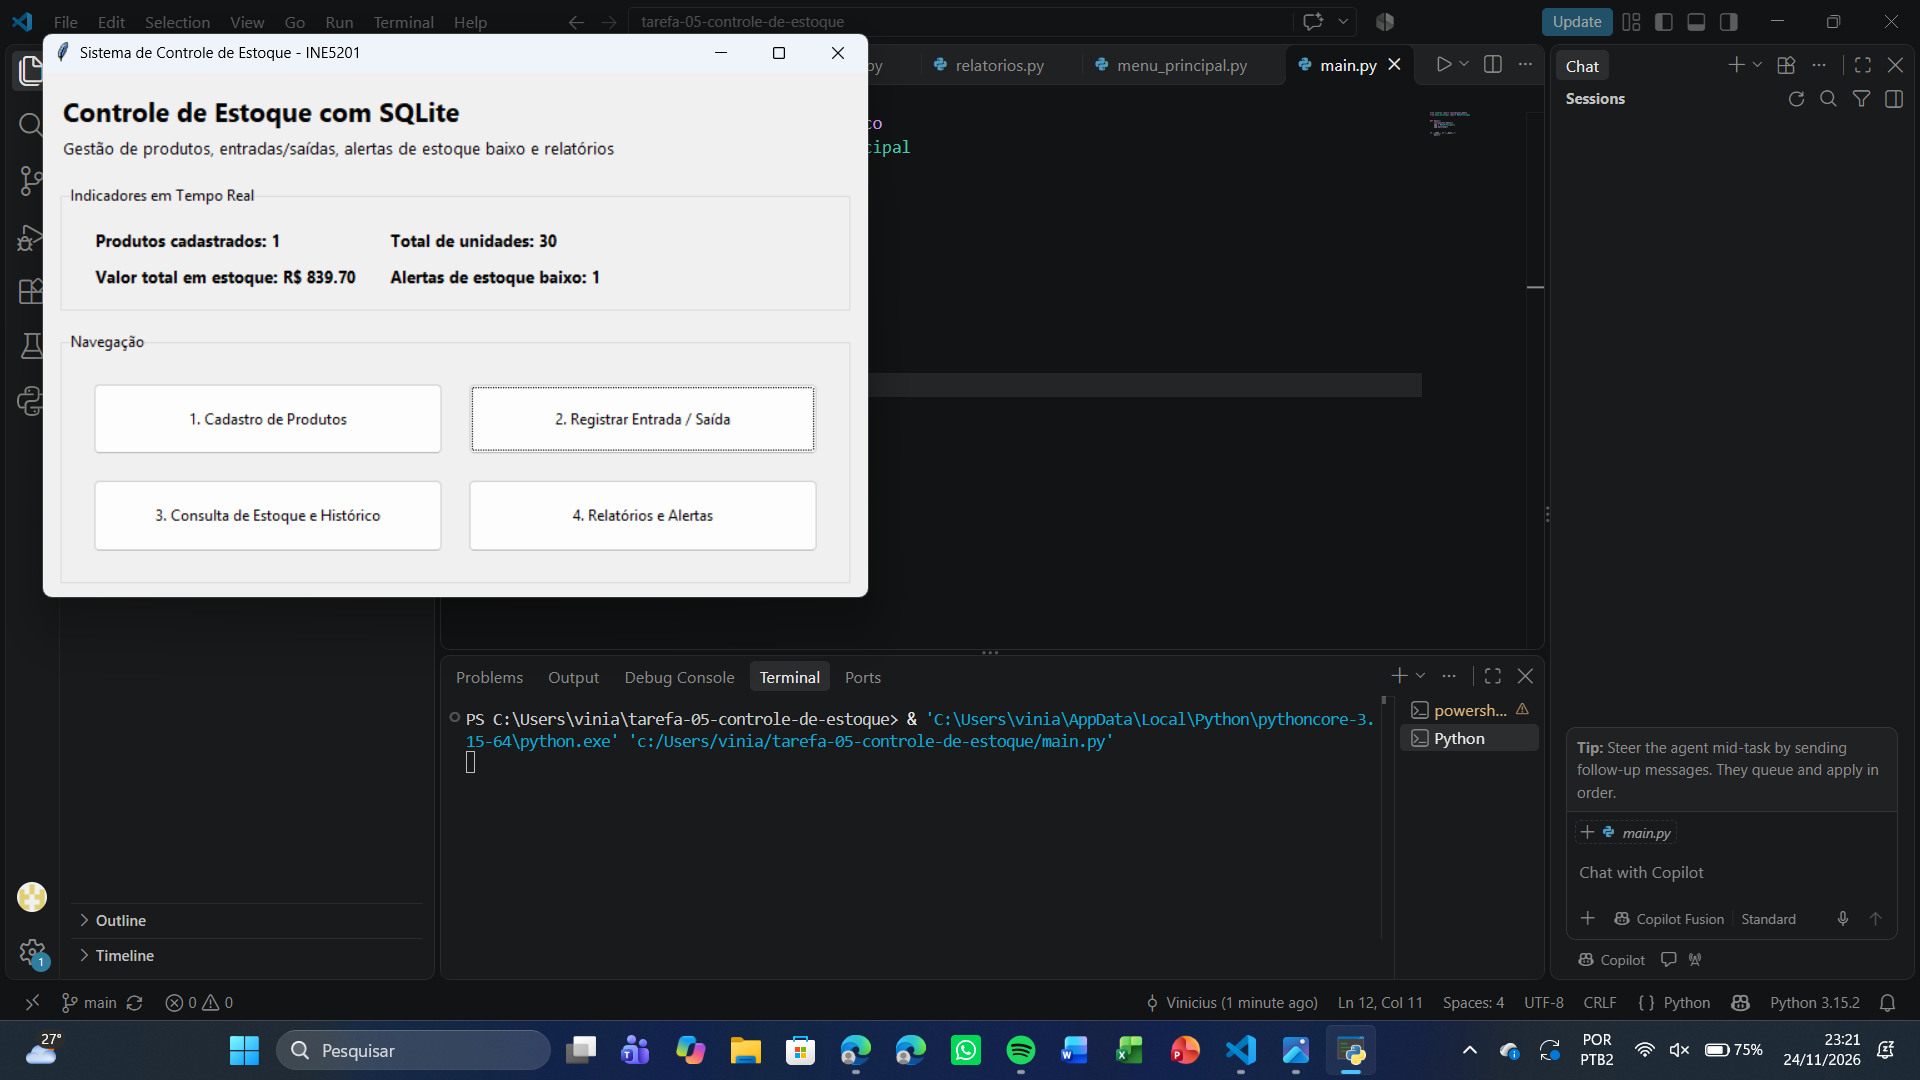 File Edit Selection View Go Run Terminal Help
tarefa-05-controle-de-estoque
Update
Sistema de Controle de Estoque - INE5201
Controle de Estoque com SQLite
Gestão de produtos, entradas/saídas, alertas de estoque baixo e relatórios
Indicadores em Tempo Real
Produtos cadastrados: 1
Total de unidades: 30
Valor total em estoque: R$ 839.70
Alertas de estoque baixo: 1
Navegação
1. Cadastro de Produtos
2. Registrar Entrada / Saída
3. Consulta de Estoque e Histórico
4. Relatórios e Alertas
py
relatorios.py
menu_principal.py
main.py
co
cipal
Outline
Timeline
1
Problems Output Debug Console Terminal Ports
PS C:\Users\vinia\tarefa-05-controle-de-estoque> & 'C:\Users\vinia\AppData\Local\Python\pythoncore-3.
15-64\python.exe' 'c:/Users/vinia/tarefa-05-controle-de-estoque/main.py'
powersh...
Python
Chat
Sessions
Tip: Steer the agent mid-task by sending
follow-up messages. They queue and apply in
order.
main.py
Chat with Copilot
Copilot Fusion
Standard
Copilot
main
0 0
Vinicius (1 minute ago)
Ln 12, Col 11
Spaces: 4
UTF-8
CRLF
{ } Python
Python 3.15.2
27°
Pesquisar
POR
PTB2
75%
23:21
24/11/2026